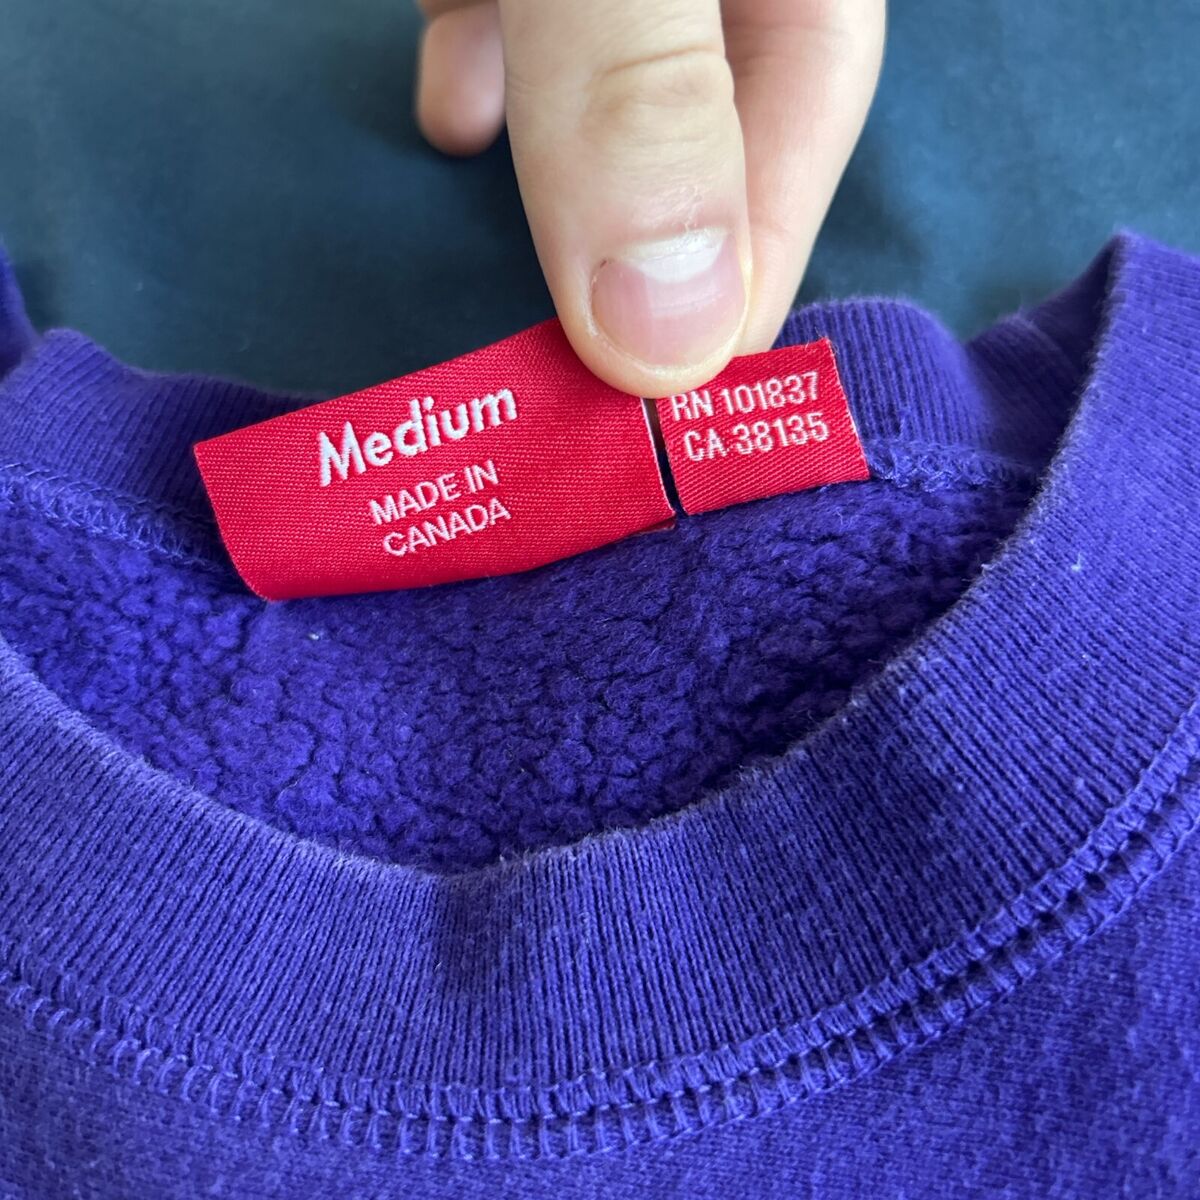 Medium
MADE IN
CANADA
RN 101837
CA 38135